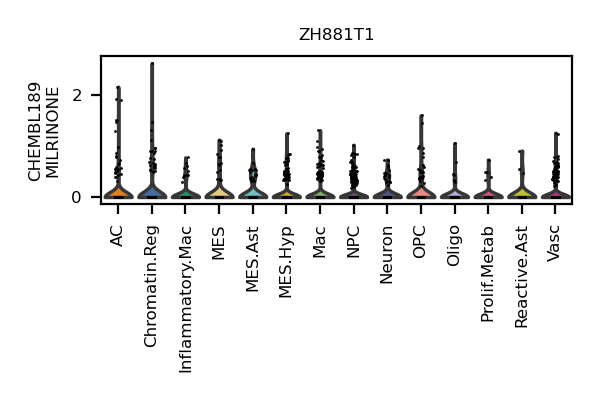 ZH881T1
CHEMBL189
MILRINONE
2
0
AC
Chromatin.Reg
Inflammatory.Mac
MES
MES.Ast
MES.Hyp
Mac
NPC
Neuron
OPC
Oligo
Prolif.Metab
Reactive.Ast
Vasc